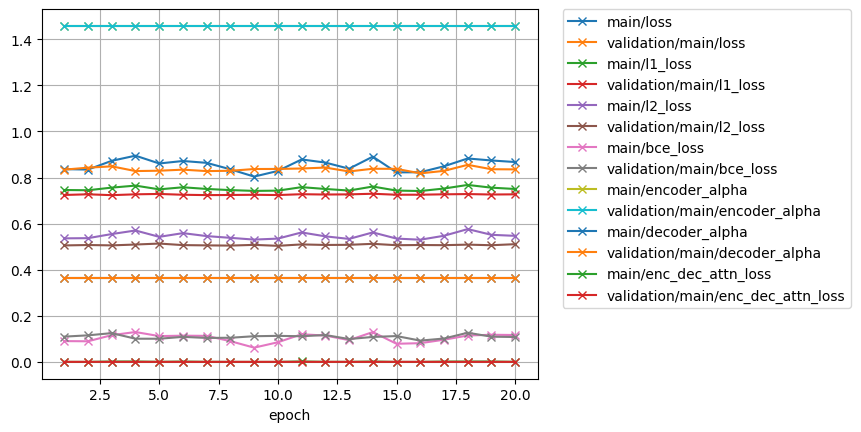 1.4
1.2
1.0
0.8
0.6
0.4
0.2
0.0
2.5 5.0 7.5 10.0 12.5 15.0 17.5 20.0
epoch
main/loss
validation/main/loss
main/l1_loss
validation/main/l1_loss
main/l2_loss
validation/main/l2_loss
main/bce_loss
validation/main/bce_loss
main/encoder_alpha
validation/main/encoder_alpha
main/decoder_alpha
validation/main/decoder_alpha
main/enc_dec_attn_loss
validation/main/enc_dec_attn_loss